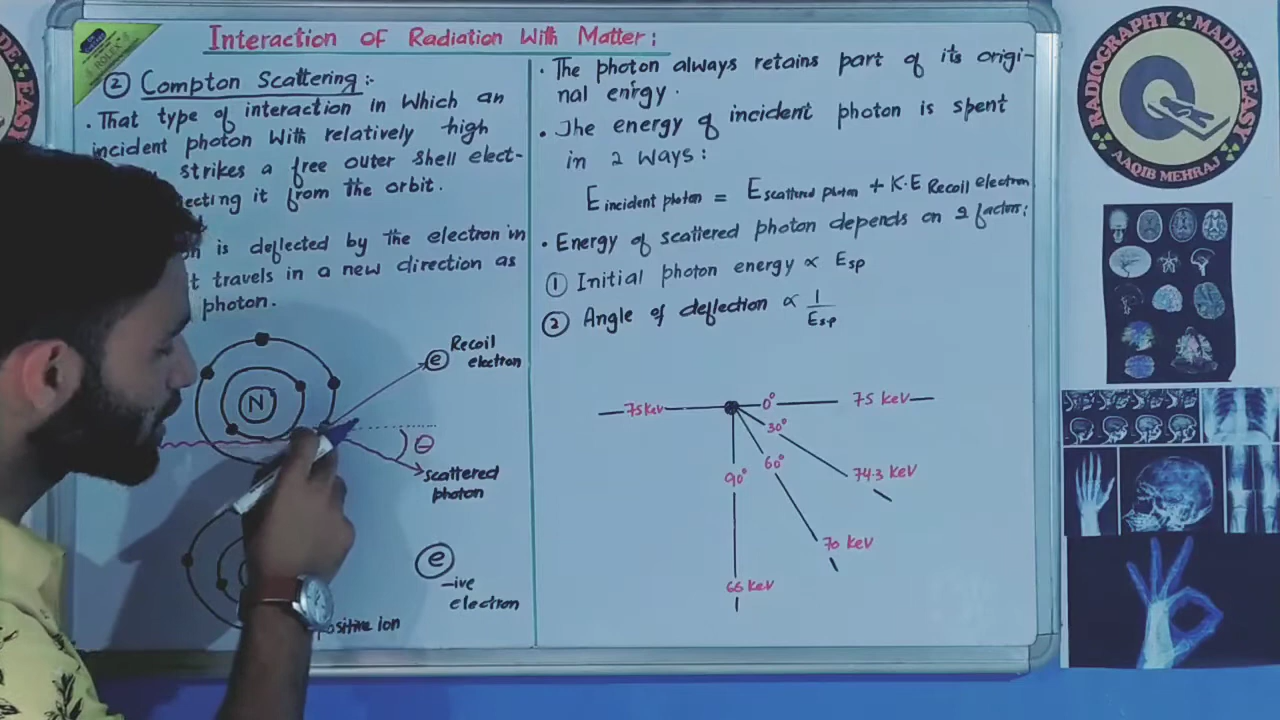 Interaction OF Radiation With Matter:
② Compton Scattering:-
• That type of interaction in which an
incident photon with relatively high
strikes a free outer shell elect-
ecting it from the orbit.
is deflected by the electron in
t travels in a new direction as
photon.
N
Recoil
electron
e
θ
scattered
photon
e
-ive
electron
positive ion
• The photon always retains part of its origi-
nal enrgy.
• The energy of incident photon is spent
in 2 ways:
E incident photon = E scattered photon + K.E Recoil electron
• Energy of scattered photon depends on 2 factors:
① Initial photon energy ∝ Esp
② Angle of deflection ∝ 1/Esp
75 keV
0°
75 keV
30°
74.3 keV
60°
70 keV
90°
66 keV
RADIOGRAPHY MADE EASY
AAQIB MEHRAJ